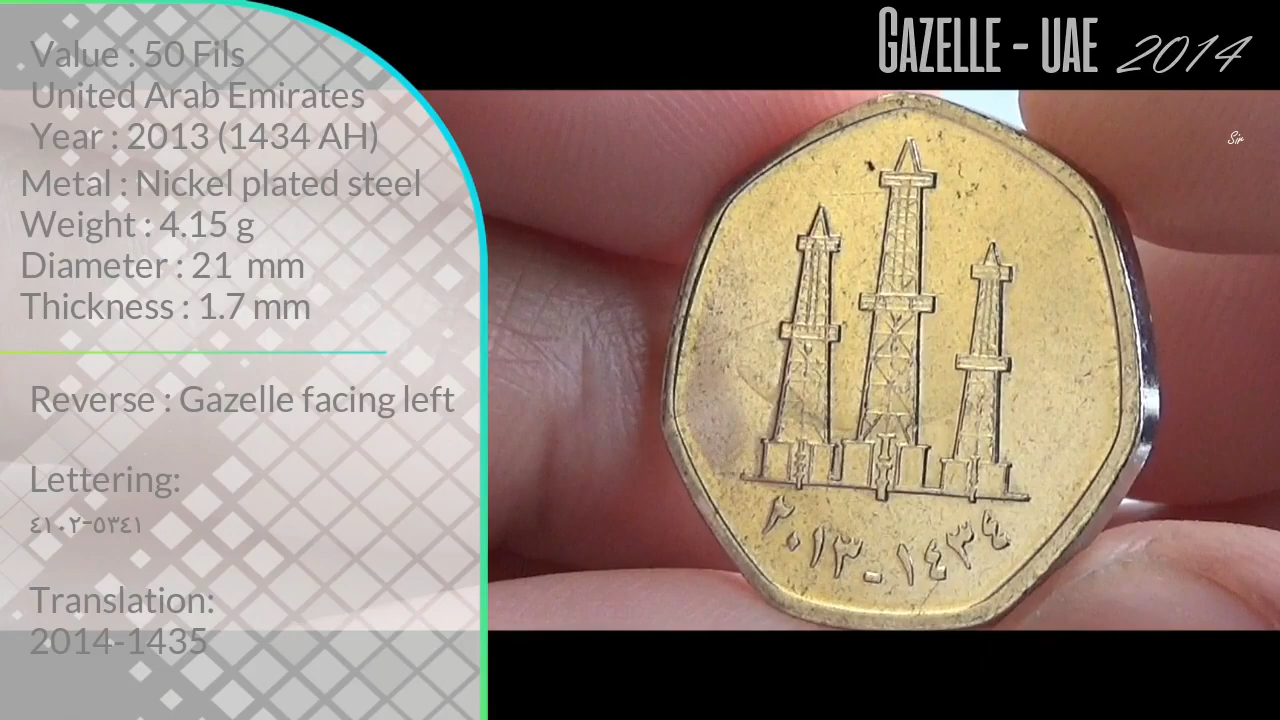 Value : 50 Fils
United Arab Emirates
Year : 2013 (1434 AH)
Metal : Nickel plated steel
Weight : 4.15 g
Diameter : 21 mm
Thickness : 1.7 mm
Reverse : Gazelle facing left
Lettering:
٤١٠٢-٥٣٤١
Translation:
2014-1435
GAZELLE - UAE 2014
Sir
٢٠١٣-١٤٣٤